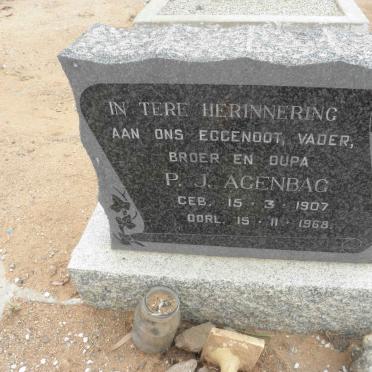 IN TERE HERINNERING
AAN ONS EGGENOOT, VADER,
BROER EN OUPA
P. J. AGENBAG
GEB. 15 · 3 · 1907
OORL. 15 · 11 · 1968